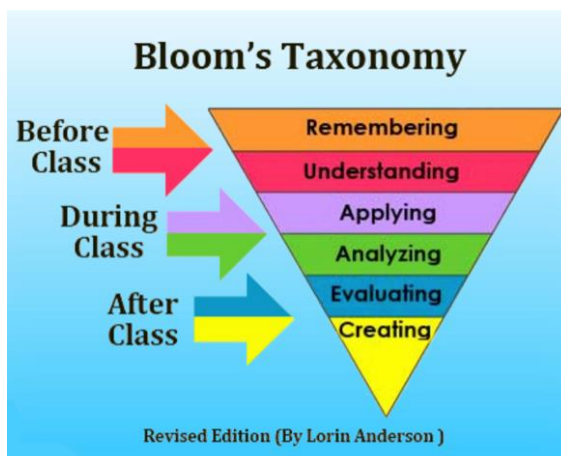 Bloom's Taxonomy
Before
Class
Remembering
Understanding
During
Class
Applying
Analyzing
After
Class
Evaluating
Creating
Revised Edition (By Lorin Anderson )